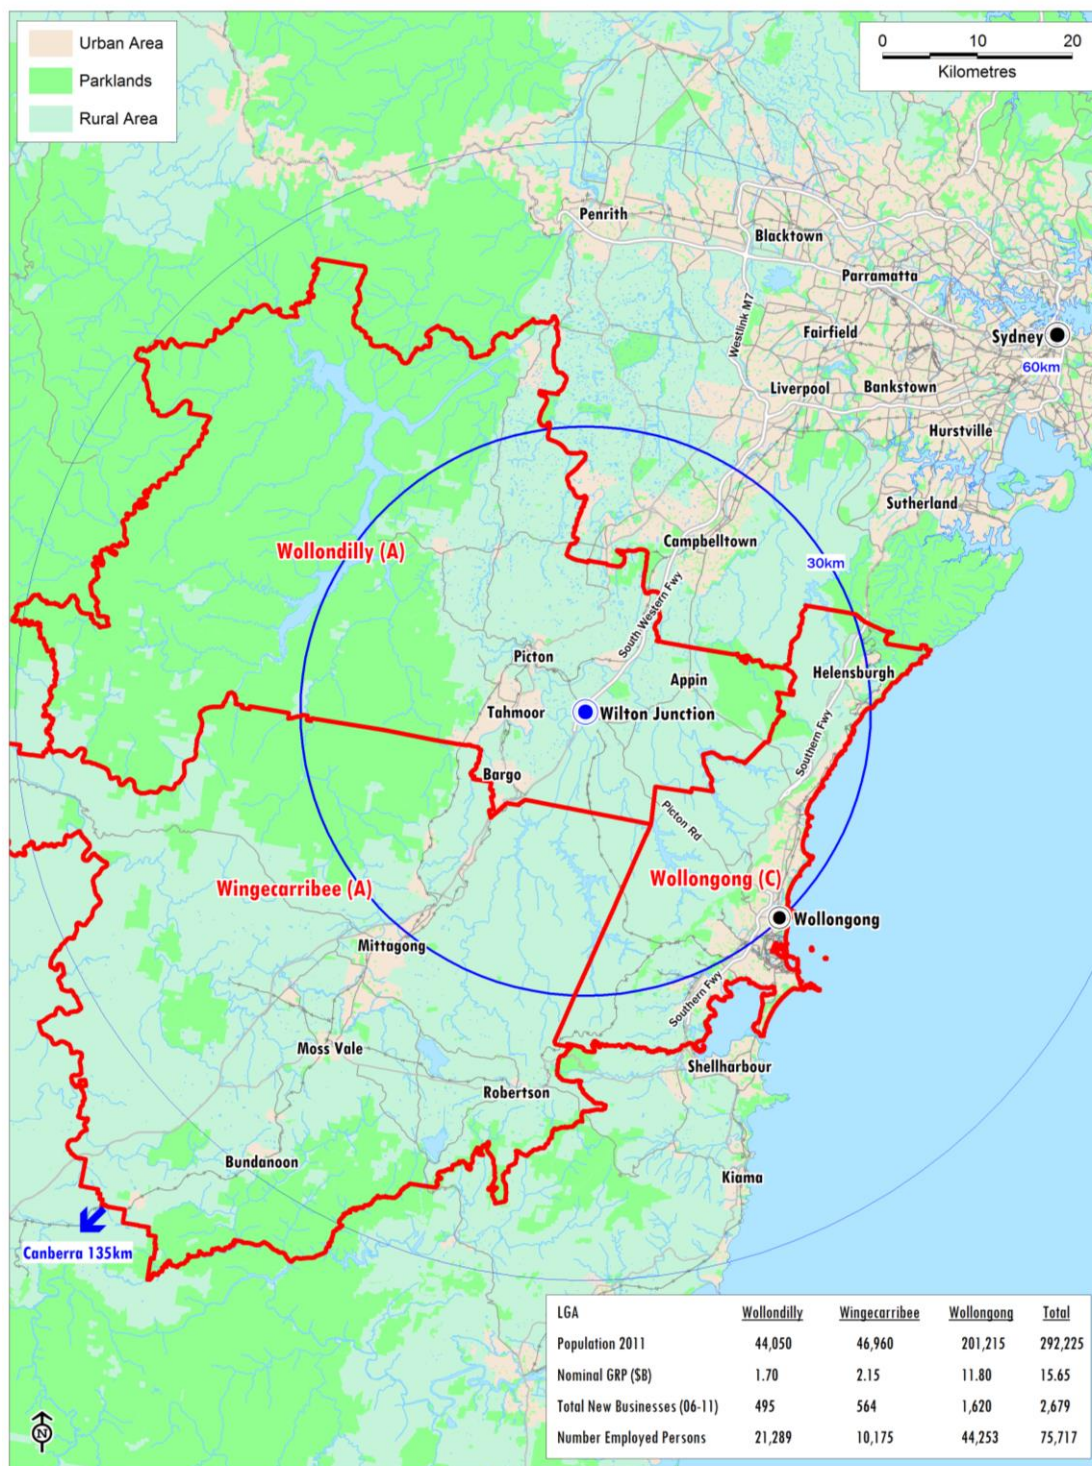 Urban Area
Parklands
Rural Area
0 10 20
Kilometres
Penrith
Blacktown
Parramatta
Westlink M7
Fairfield
Sydney
60km
Liverpool
Bankstown
Hurstville
Sutherland
Campbelltown
Wollondilly (A)
30km
South Western Fwy
Picton
Appin
Helensburgh
Tahmoor
Wilton Junction
Southern Fwy
Bargo
Picton Rd
Wingecarribee (A)
Wollongong (C)
Wollongong
Mittagong
Southern Fwy
Moss Vale
Shellharbour
Robertson
Bundanoon
Kiama
Canberra 135km
LGA Wollondilly Wingecarribee Wollongong Total
Population 2011 44,050 46,960 201,215 292,225
Nominal GRP ($B) 1.70 2.15 11.80 15.65
Total New Businesses (06-11) 495 564 1,620 2,679
Number Employed Persons 21,289 10,175 44,253 75,717